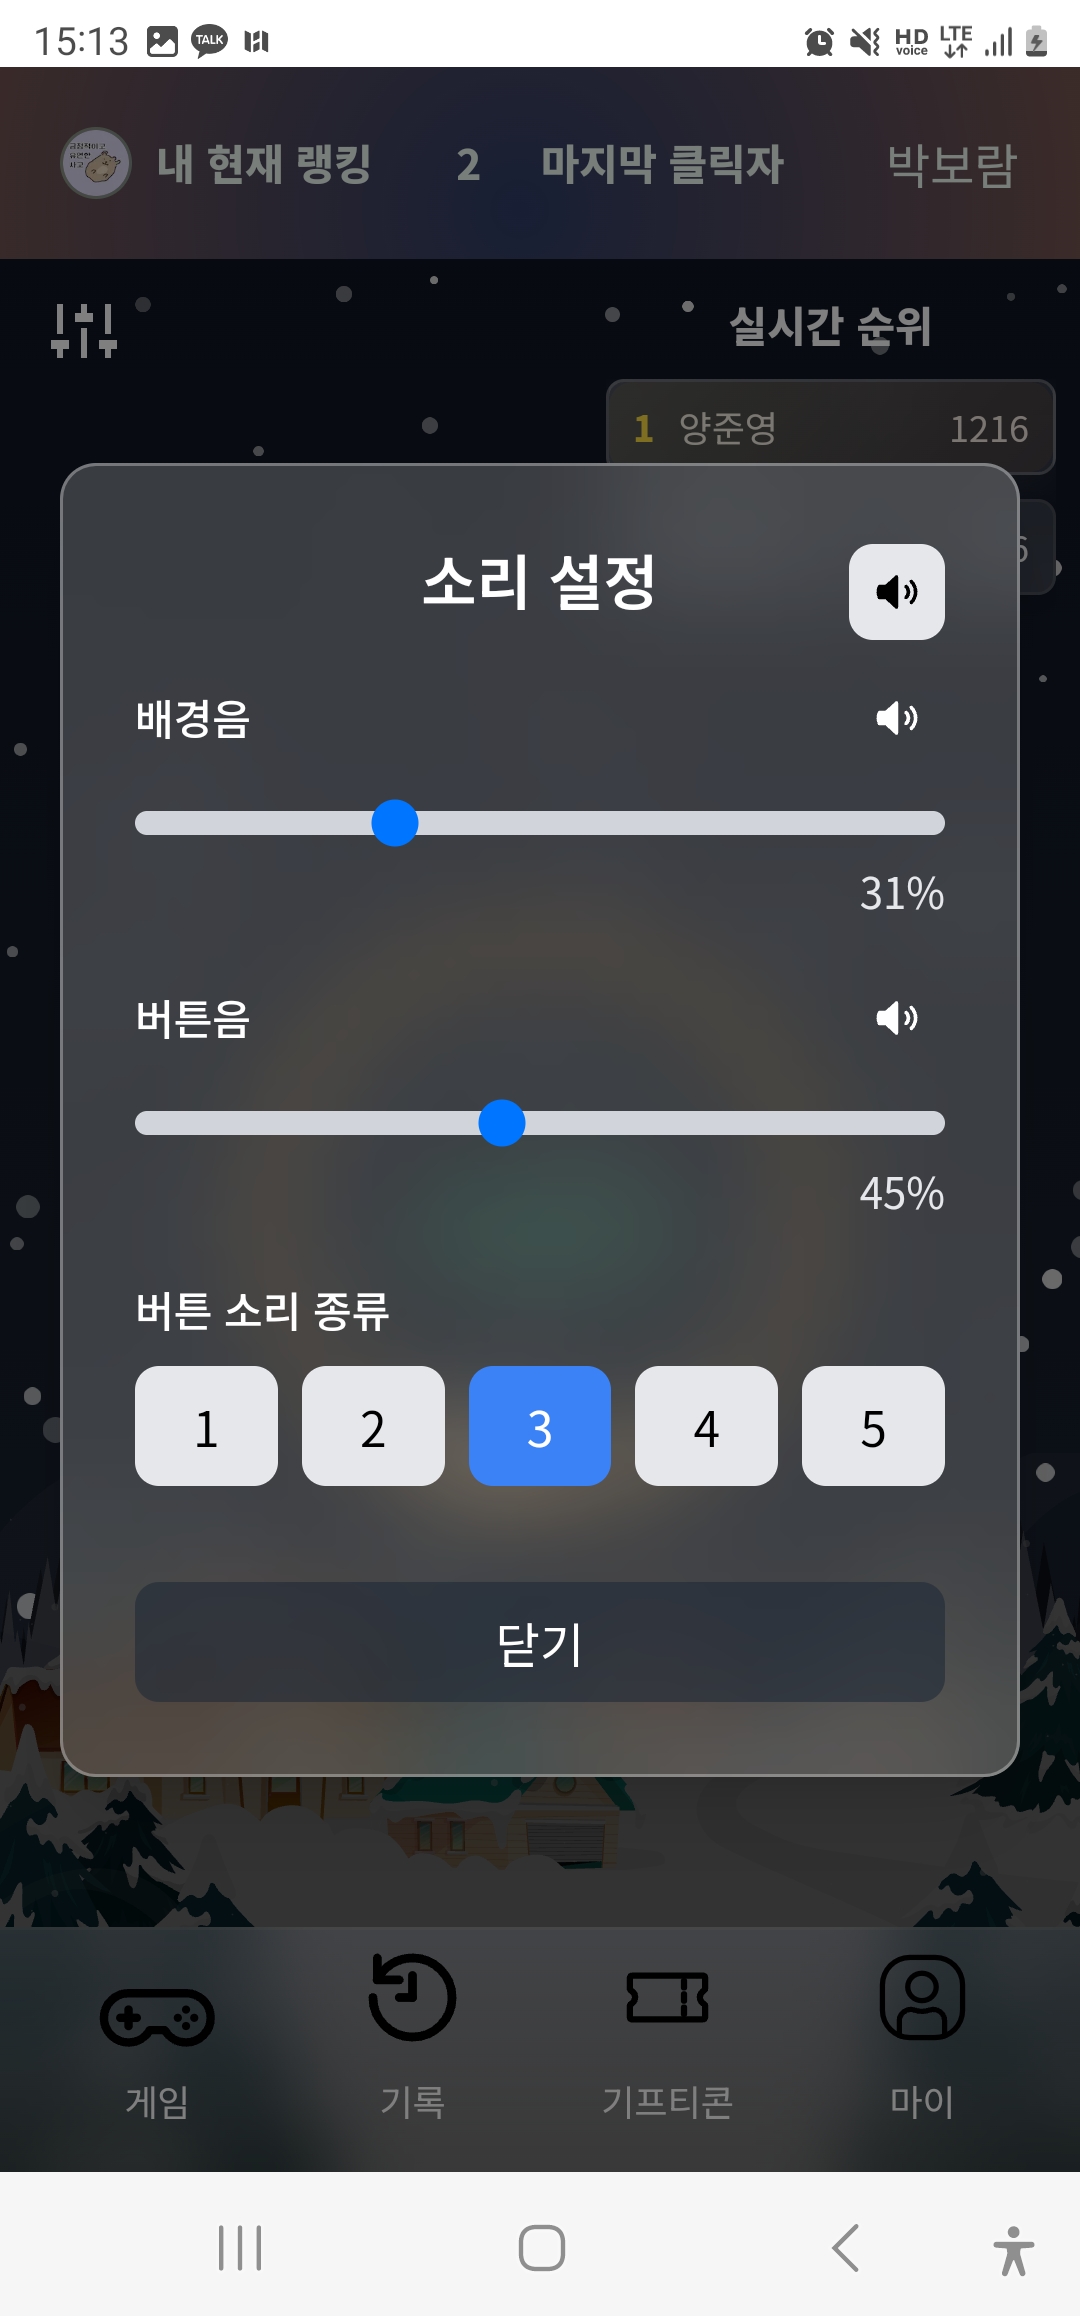 15:13
TALK
HD voice
LTE
내 현재 랭킹 2 마지막 클릭자 박보람
실시간 순위
1 양준영 1216
6
소리 설정
배경음
31%
버튼음
45%
버튼 소리 종류
1 2 3 4 5
닫기
게임 기록 기프티콘 마이